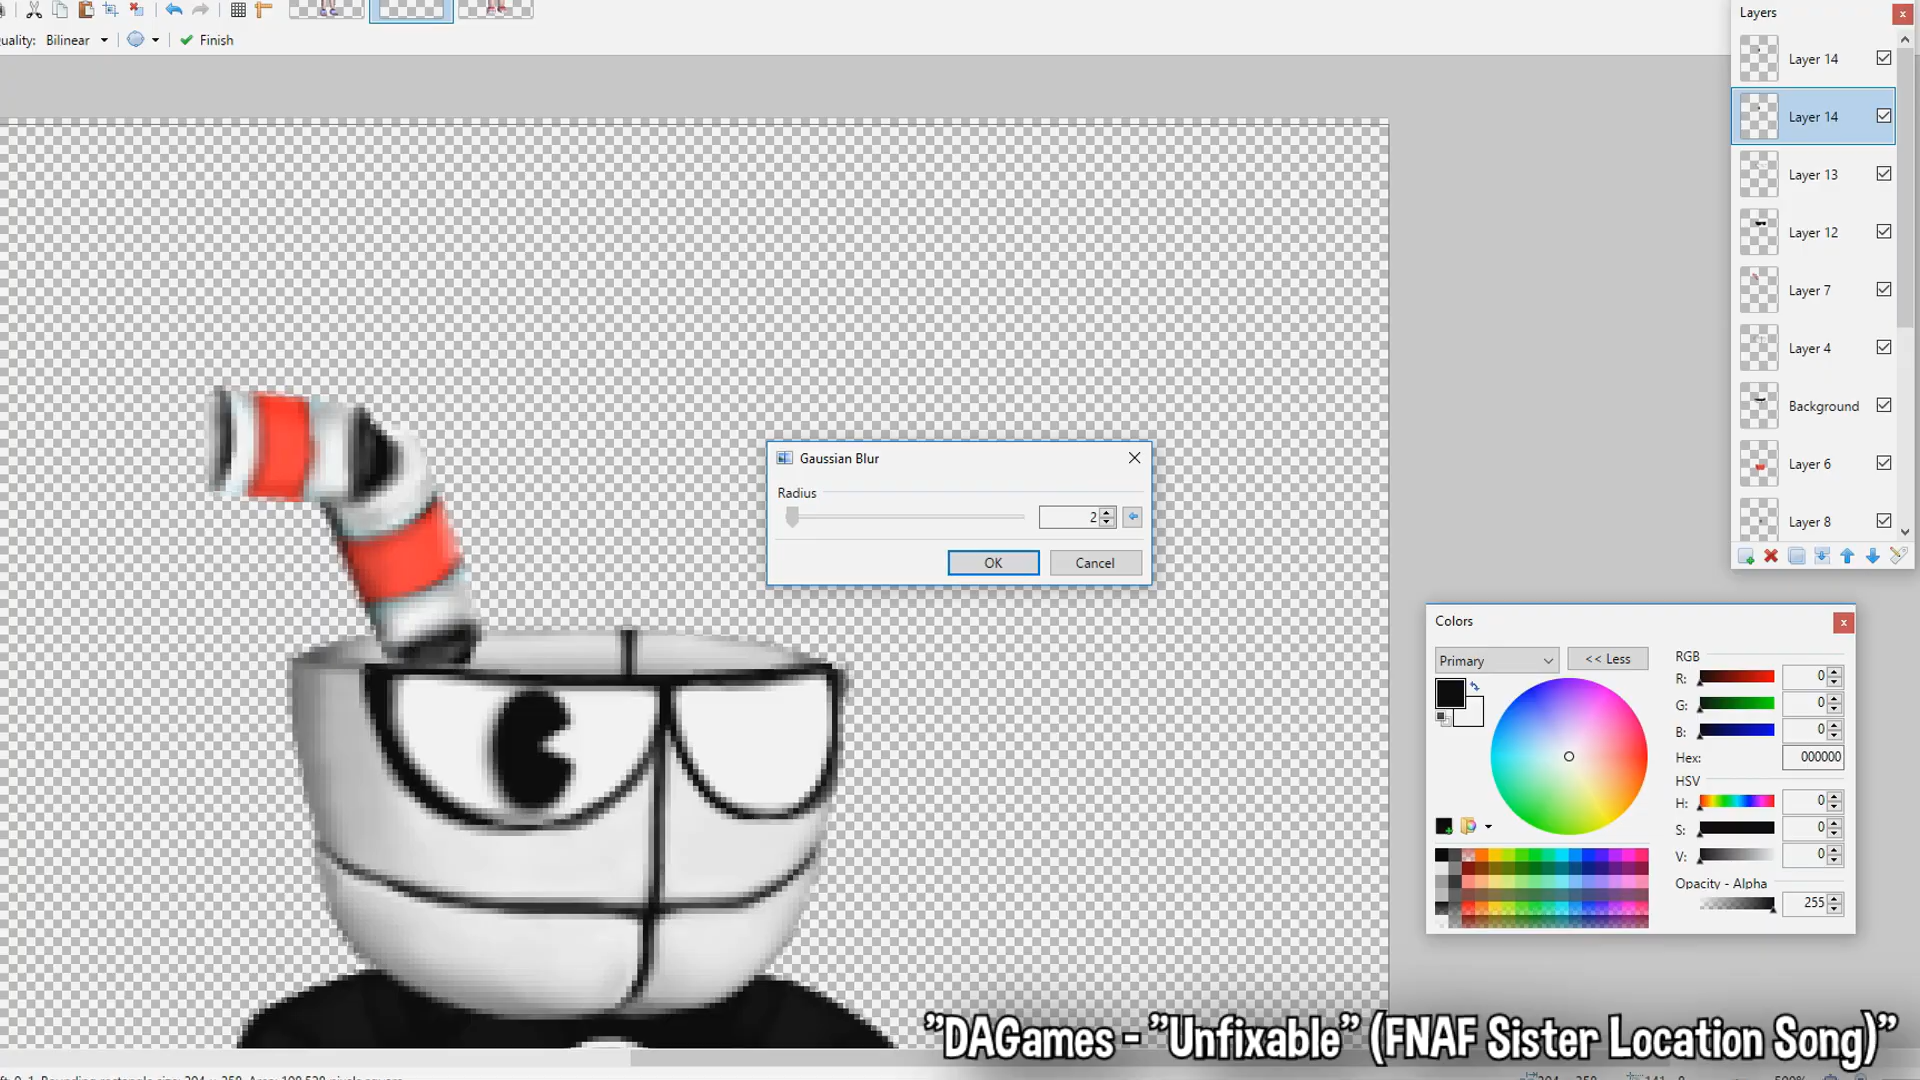 uality: Bilinear Finish
Layers
Layer 14
Layer 14
Layer 13
Layer 12
Layer 7
Layer 4
Background
Layer 6
Layer 8
Gaussian Blur
Radius
2
OK Cancel
Colors
Primary << Less
RGB
R: 0
G: 0
B: 0
Hex: 000000
HSV
H: 0
S: 0
V: 0
Opacity - Alpha
255
"DAGames - "Unfixable" (FNAF Sister Location Song)"